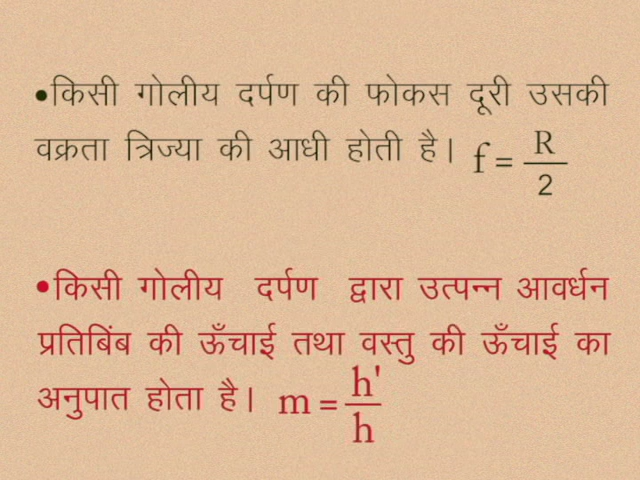 •किसी गोलीय दर्पण की फोकस दूरी उसकी
वक्रता त्रिज्या की आधी होती है। f = R/2
•किसी गोलीय दर्पण द्वारा उत्पन्न आवर्धन
प्रतिबिंब की ऊँचाई तथा वस्तु की ऊँचाई का
अनुपात होता है। m = h'/h